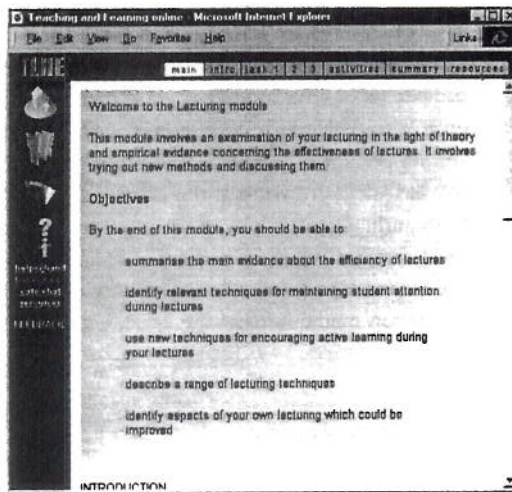 Teaching and Learning online - Microsoft Internet Explorer
File Edit View Go Favorites Help
Links
main intro task 1 2 3 activities summary resources
Welcome to the Lecturing module
This module involves an examination of your lecturing in the light of theory
and empirical evidence concerning the effectiveness of lectures. It involves
trying out new methods and discussing them
Objectives
By the end of this module, you should be able to
summarise the main evidence about the efficiency of lectures
identify relevant techniques for maintaining student attention
during lectures
use new techniques for encouraging active learning during
your lectures
describe a range of lecturing techniques
identify aspects of your own lecturing which could be
improved
?
i
FEEDBACK
INTRODUCTION